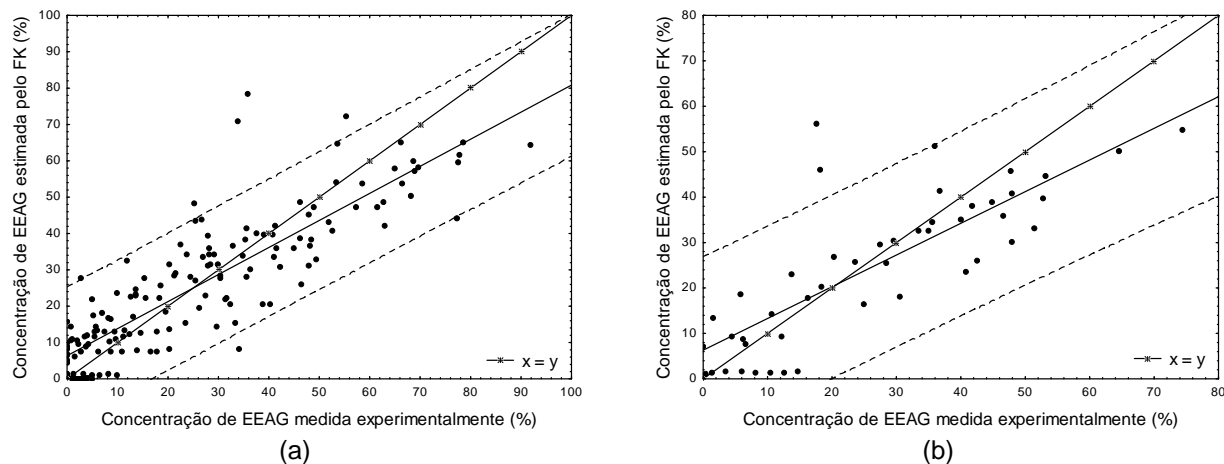 Concentração de EEAG estimada pelo FK (%)
100
90
80
70
60
50
40
30
20
10
0
0 10 20 30 40 50 60 70 80 90 100
x = y
Concentração de EEAG medida experimentalmente (%)
(a)
Concentração de EEAG estimada pelo FK (%)
80
70
60
50
40
30
20
10
0
0 10 20 30 40 50 60 70 80
x = y
Concentração de EEAG medida experimentalmente (%)
(b)